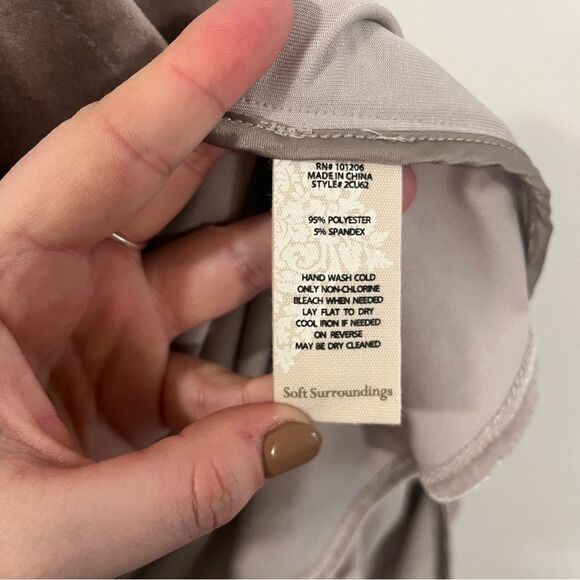 RN# 101206
MADE IN CHINA
STYLE# 2CU62
95% POLYESTER
5% SPANDEX
HAND WASH COLD
ONLY NON-CHLORINE
BLEACH WHEN NEEDED
LAY FLAT TO DRY
COOL IRON IF NEEDED
ON REVERSE
MAY BE DRY CLEANED
Soft Surroundings